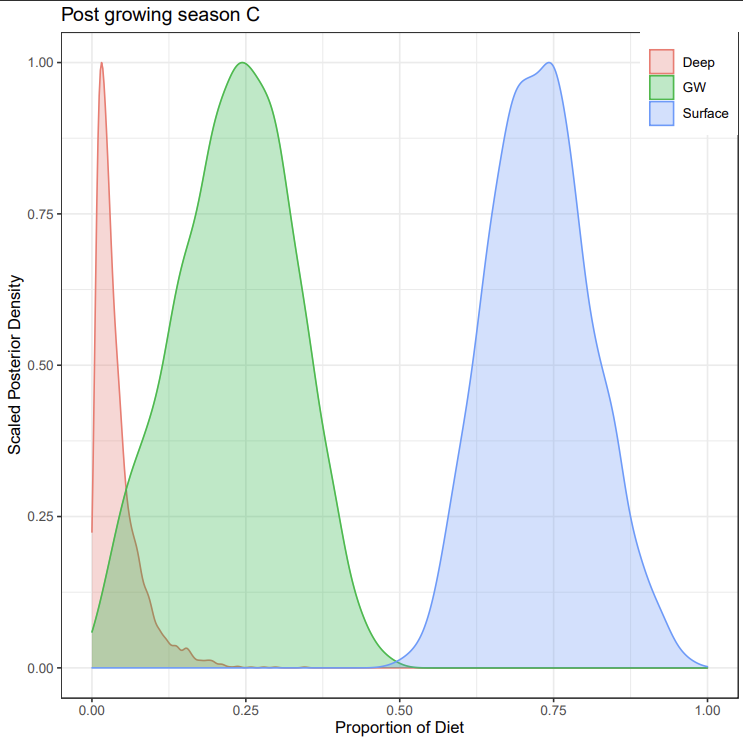 Post growing season C
Deep
GW
Surface
1.00
0.75
0.50
0.25
0.00
Scaled Posterior Density
0.00 0.25 0.50 0.75 1.00
Proportion of Diet